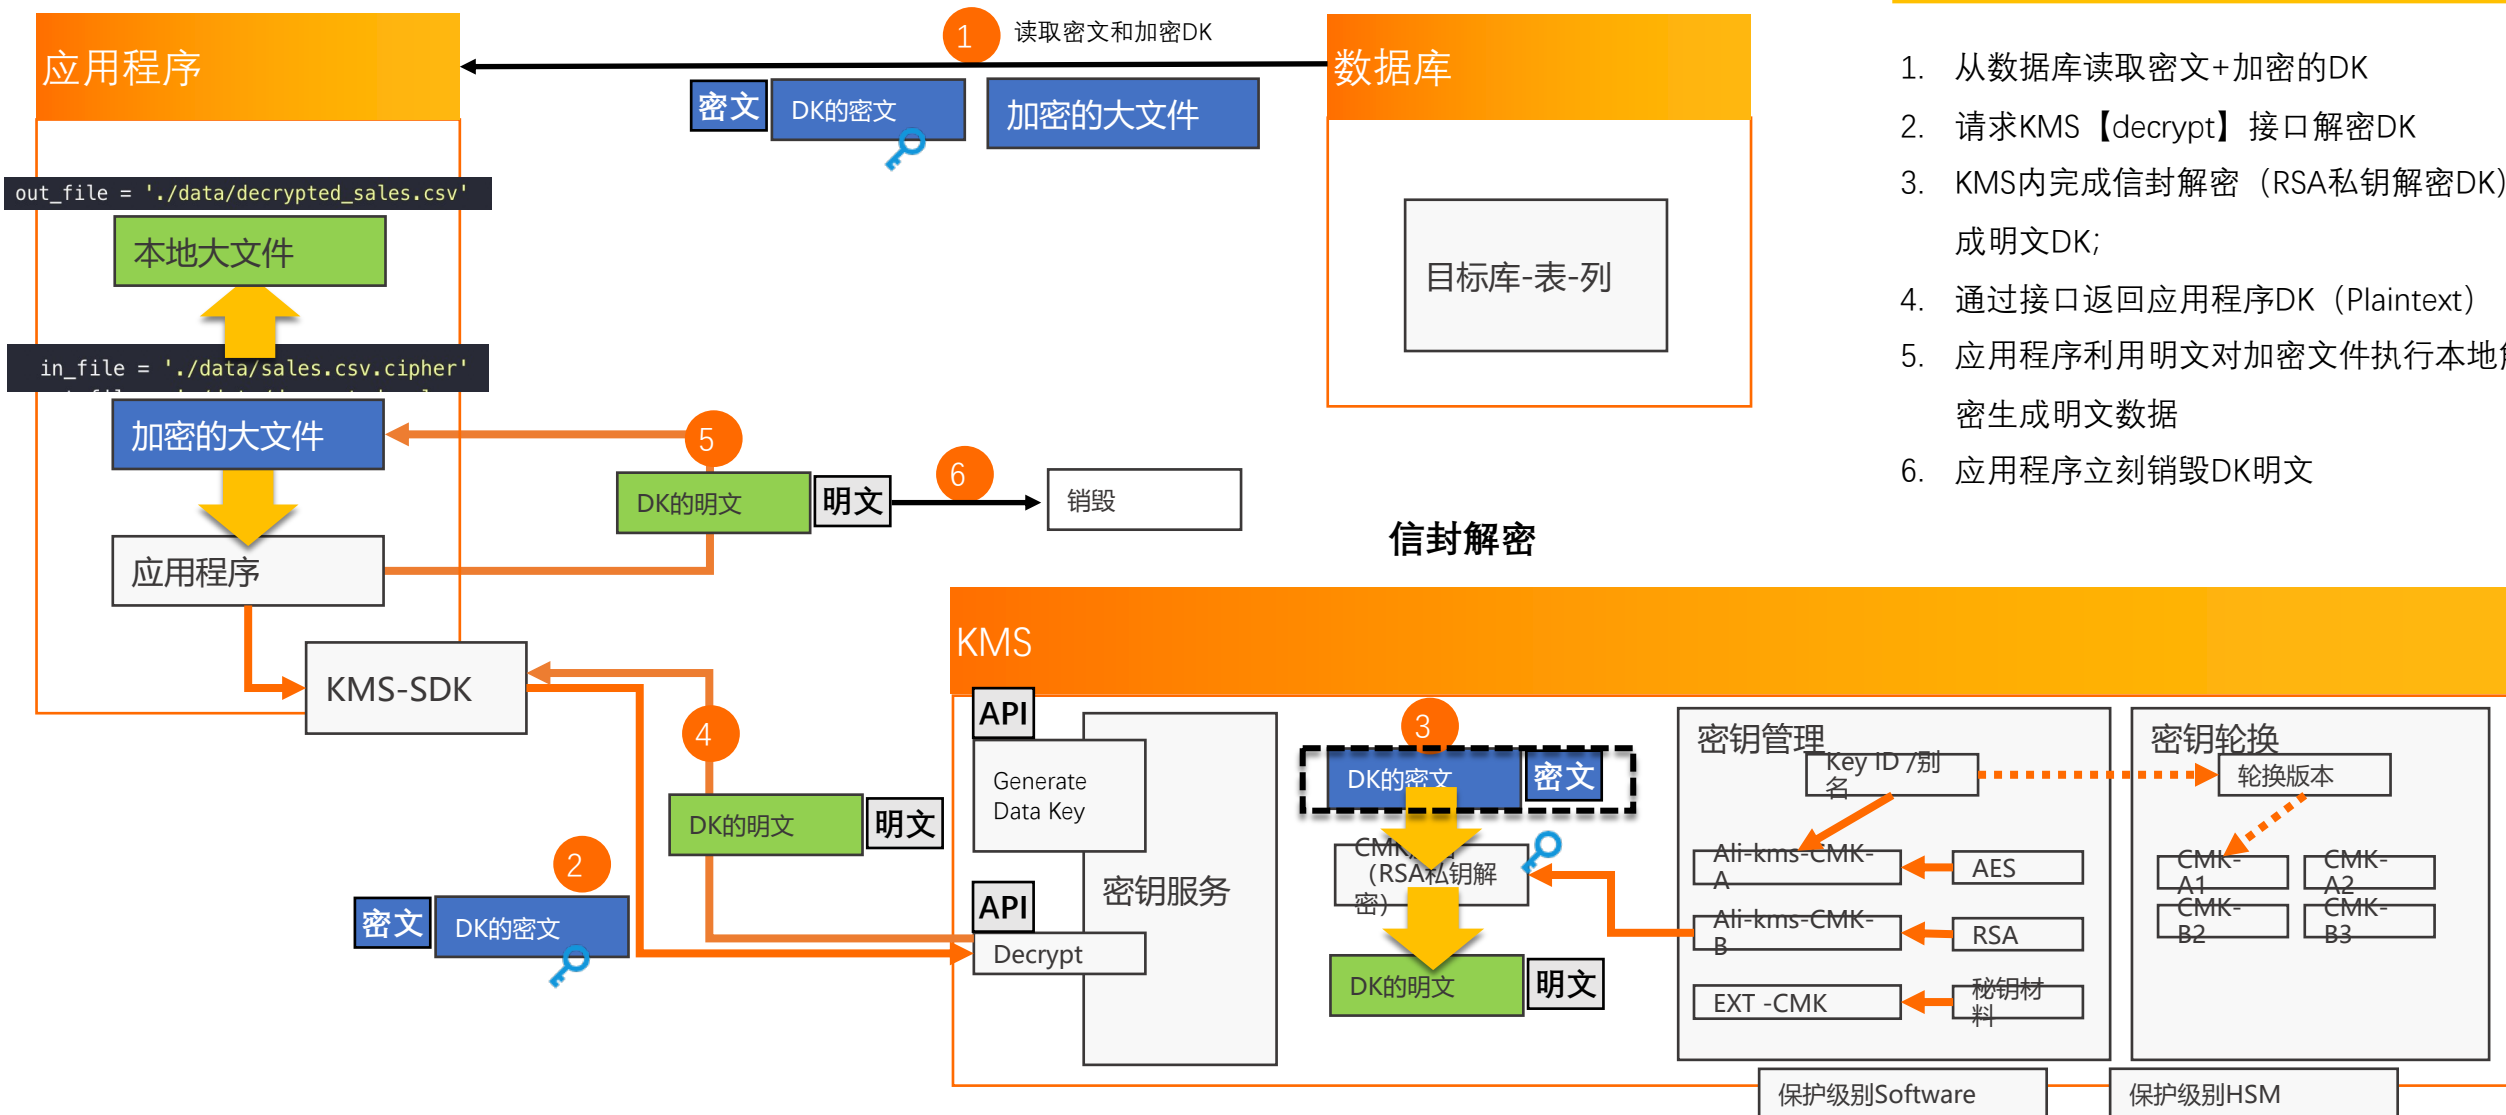 应用程序
1
读取密文和加密DK
数据库
密文
DK的密文
加密的大文件
out_file = './data/decrypted_sales.csv'
本地大文件
目标库-表-列
in_file = './data/sales.csv.cipher'
加密的大文件
5
DK的明文
明文
6
销毁
应用程序
KMS-SDK
1. 从数据库读取密文+加密的DK
2. 请求KMS【decrypt】接口解密DK
3. KMS内完成信封解密（RSA私钥解密DK）
成明文DK;
4. 通过接口返回应用程序DK（Plaintext）
5. 应用程序利用明文对加密文件执行本地解
密生成明文数据
6. 应用程序立刻销毁DK明文
信封解密
KMS
4
DK的明文
明文
2
密文
DK的密文
API
Generate
Data Key
API
Decrypt
密钥服务
3
DK的密文
密文
（RSA私钥解
密）
DK的明文
明文
密钥管理
Key ID /别
名
Ali-kms-CMK-
A
AES
Ali-kms-CMK-
B
RSA
EXT -CMK
秘钥材
料
密钥轮换
轮换版本
CMK-
A1
CMK-
A2
CMK-
B2
CMK-
B3
保护级别Software
保护级别HSM